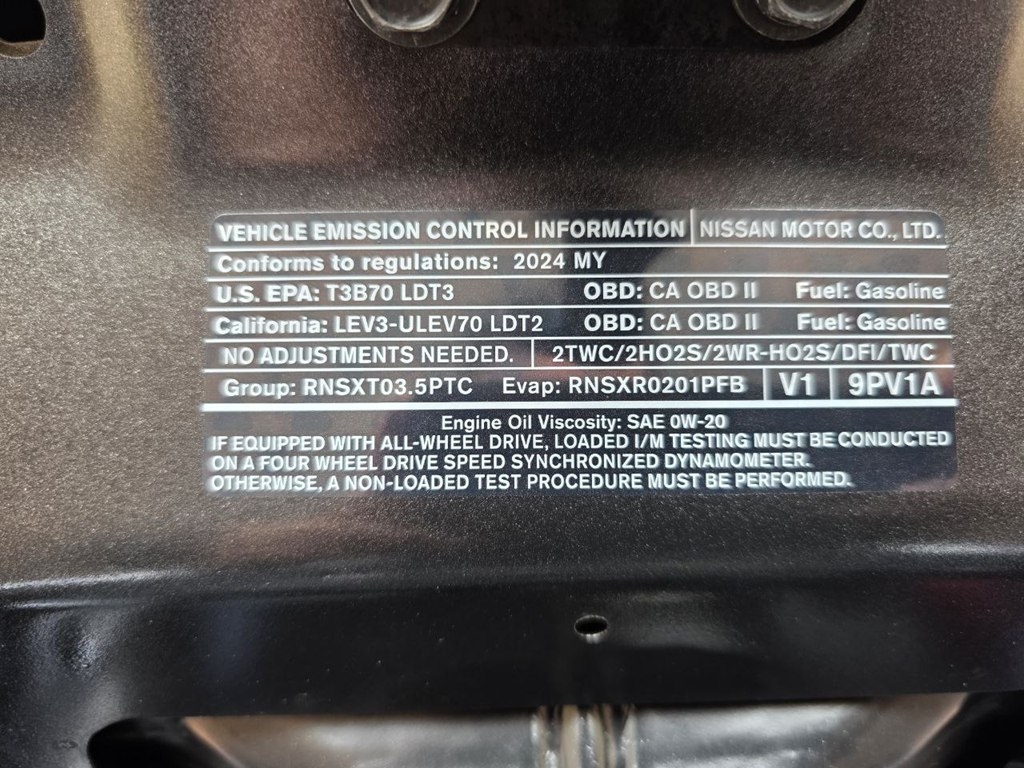 VEHICLE EMISSION CONTROL INFORMATION NISSAN MOTOR CO., LTD.
Conforms to regulations: 2024 MY
U.S. EPA: T3B70 LDT3 OBD: CA OBD II Fuel: Gasoline
California: LEV3-ULEV70 LDT2 OBD: CA OBD II Fuel: Gasoline
NO ADJUSTMENTS NEEDED. 2TWC/2HO2S/2WR-HO2S/DFI/TWC
Group: RNSXT03.5PTC Evap: RNSXR0201PFB V1 9PV1A
Engine Oil Viscosity: SAE 0W-20
IF EQUIPPED WITH ALL-WHEEL DRIVE, LOADED I/M TESTING MUST BE CONDUCTED
ON A FOUR WHEEL DRIVE SPEED SYNCHRONIZED DYNAMOMETER.
OTHERWISE, A NON-LOADED TEST PROCEDURE MUST BE PERFORMED.